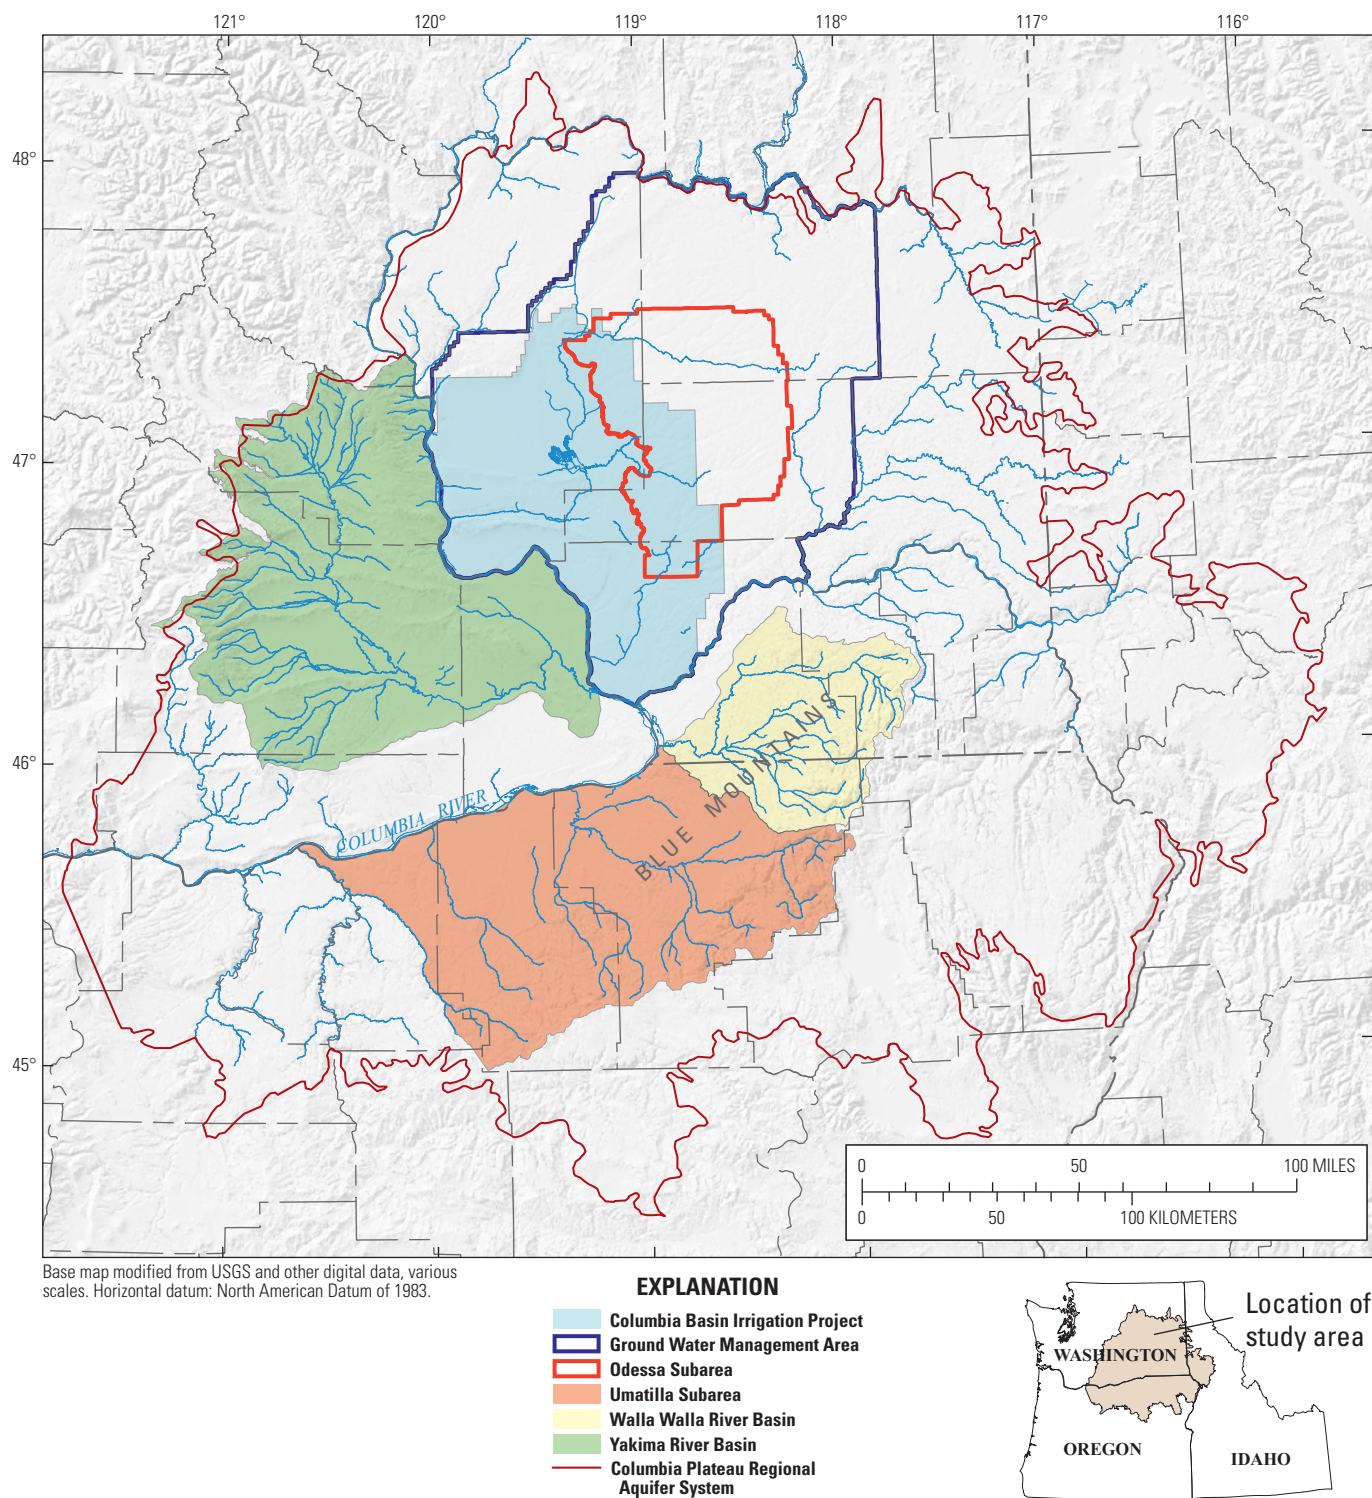 121°
120°
119°
118°
117°
116°
48°
47°
46°
45°
COLUMBIA RIVER
BLUE MOUNTAINS
0 50 100 MILES
0 50 100 KILOMETERS
Base map modified from USGS and other digital data, various
scales. Horizontal datum: North American Datum of 1983.
EXPLANATION
Columbia Basin Irrigation Project
Ground Water Management Area
Odessa Subarea
Umatilla Subarea
Walla Walla River Basin
Yakima River Basin
Columbia Plateau Regional
Aquifer System
Location of
study area
WASHINGTON
OREGON
IDAHO